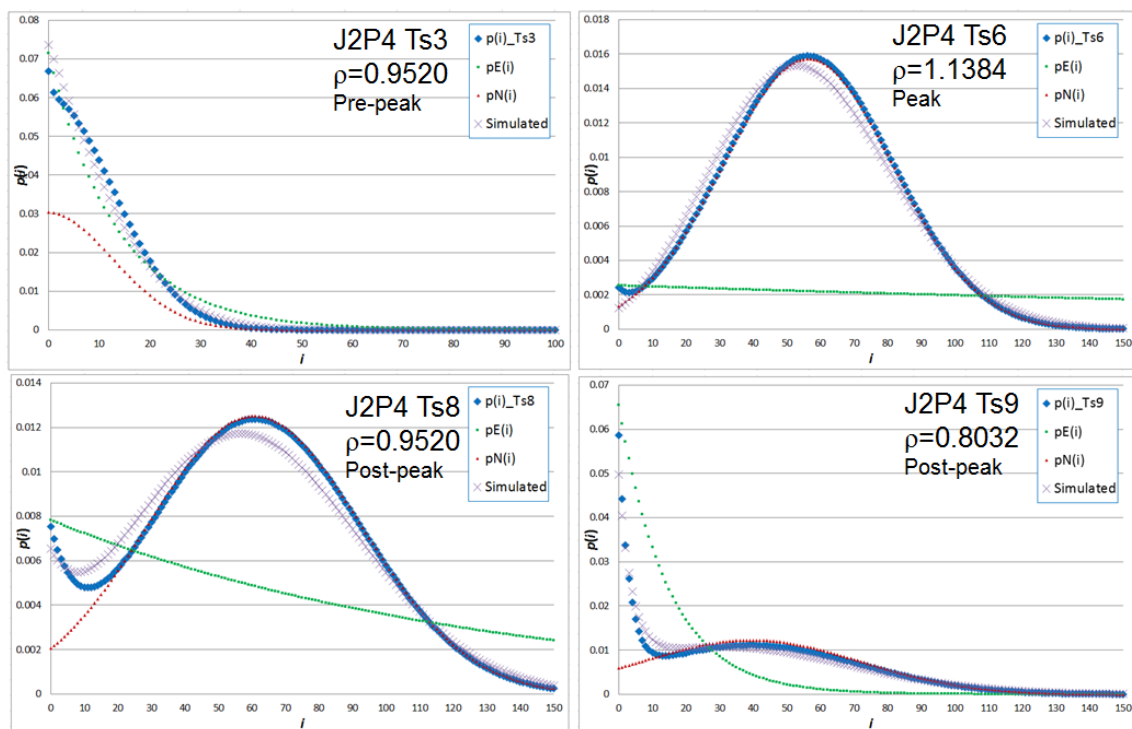 J2P4 Ts3
ρ=0.9520
Pre-peak
p(i)_Ts3
pE(i)
pN(i)
Simulated
p(i)
0.08
0.07
0.06
0.05
0.04
0.03
0.02
0.01
0
0 10 20 30 40 50 60 70 80 90 100
i
J2P4 Ts6
ρ=1.1384
Peak
p(i)_Ts6
pE(i)
pN(i)
Simulated
p(i)
0.018
0.016
0.014
0.012
0.01
0.008
0.006
0.004
0.002
0
0 10 20 30 40 50 60 70 80 90 100 110 120 130 140 150
i
J2P4 Ts8
ρ=0.9520
Post-peak
p(i)_Ts8
pE(i)
pN(i)
Simulated
p(i)
0.014
0.012
0.01
0.008
0.006
0.004
0.002
0
0 10 20 30 40 50 60 70 80 90 100 110 120 130 140 150
i
J2P4 Ts9
ρ=0.8032
Post-peak
p(i)_Ts9
pE(i)
pN(i)
Simulated
p(i)
0.07
0.06
0.05
0.04
0.03
0.02
0.01
0
0 10 20 30 40 50 60 70 80 90 100 110 120 130 140 150
i